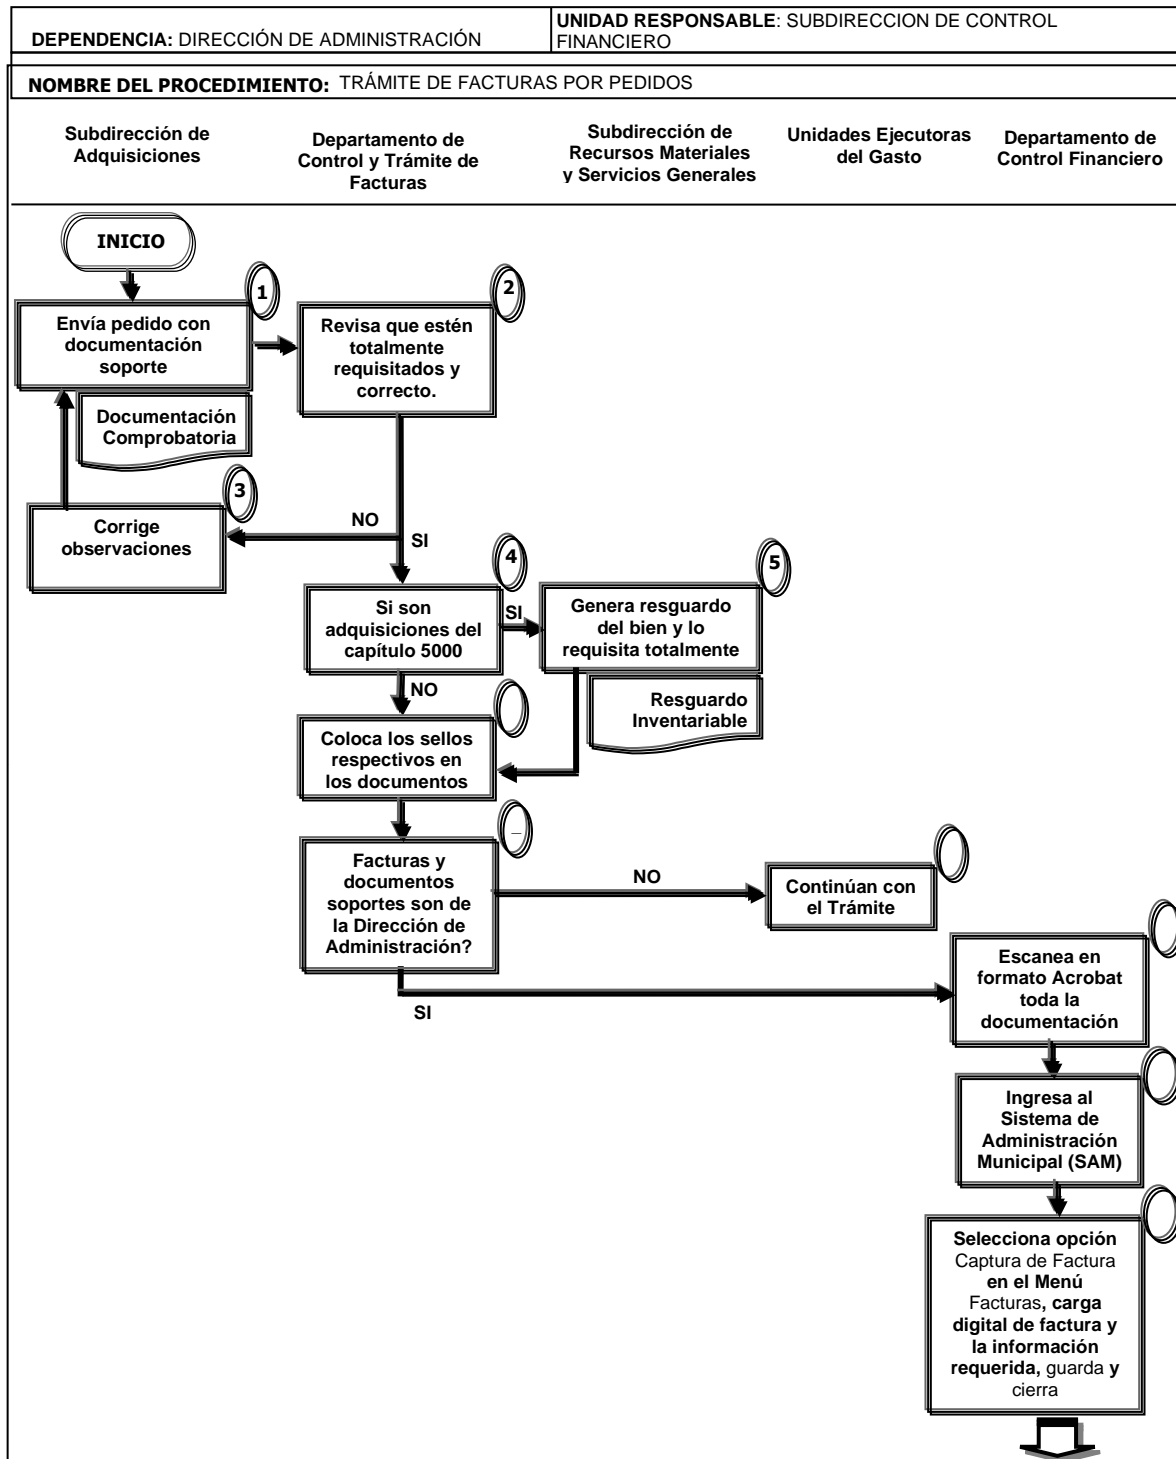 DEPENDENCIA: DIRECCIÓN DE ADMINISTRACIÓN
UNIDAD RESPONSABLE: SUBDIRECCION DE CONTROL
FINANCIERO
NOMBRE DEL PROCEDIMIENTO: TRÁMITE DE FACTURAS POR PEDIDOS
Subdirección de
Adquisiciones
Departamento de
Control y Trámite de
Facturas
Subdirección de
Recursos Materiales
y Servicios Generales
Unidades Ejecutoras
del Gasto
Departamento de
Control Financiero
INICIO
1
Envía pedido con
documentación
soporte
Documentación
Comprobatoria
2
Revisa que estén
totalmente
requisitados y
correcto.
3
Corrige
observaciones
NO
SI
4
Si son
adquisiciones del
capítulo 5000
SI
5
Genera resguardo
del bien y lo
requisita totalmente
Resguardo
Inventariable
NO
Coloca los sellos
respectivos en
los documentos
_
Facturas y
documentos
soportes son de
la Dirección de
Administración?
NO
Continúan con
el Trámite
SI
Escanea en
formato Acrobat
toda la
documentación
Ingresa al
Sistema de
Administración
Municipal (SAM)
Selecciona opción
Captura de Factura
en el Menú
Facturas, carga
digital de factura y
la información
requerida, guarda y
cierra